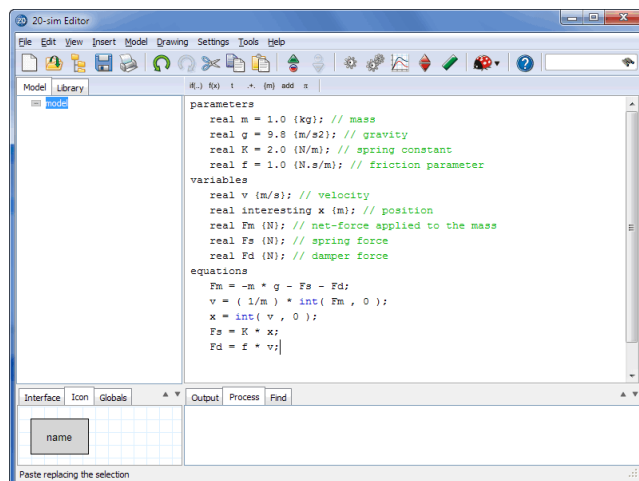 20-sim Editor
File Edit View Insert Model Drawing Settings Tools Help
Model Library
if(..) f(x) t .+. {m} add π
model
parameters
real m = 1.0 {kg}; // mass
real g = 9.8 {m/s2}; // gravity
real K = 2.0 {N/m}; // spring constant
real f = 1.0 {N.s/m}; // friction parameter
variables
real v {m/s}; // velocity
real interesting x {m}; // position
real Fm {N}; // net-force applied to the mass
real Fs {N}; // spring force
real Fd {N}; // damper force
equations
Fm = -m * g - Fs - Fd;
v = ( 1/m ) * int( Fm , 0 );
x = int( v , 0 );
Fs = K * x;
Fd = f * v;
Interface Icon Globals
Output Process Find
name
Paste replacing the selection